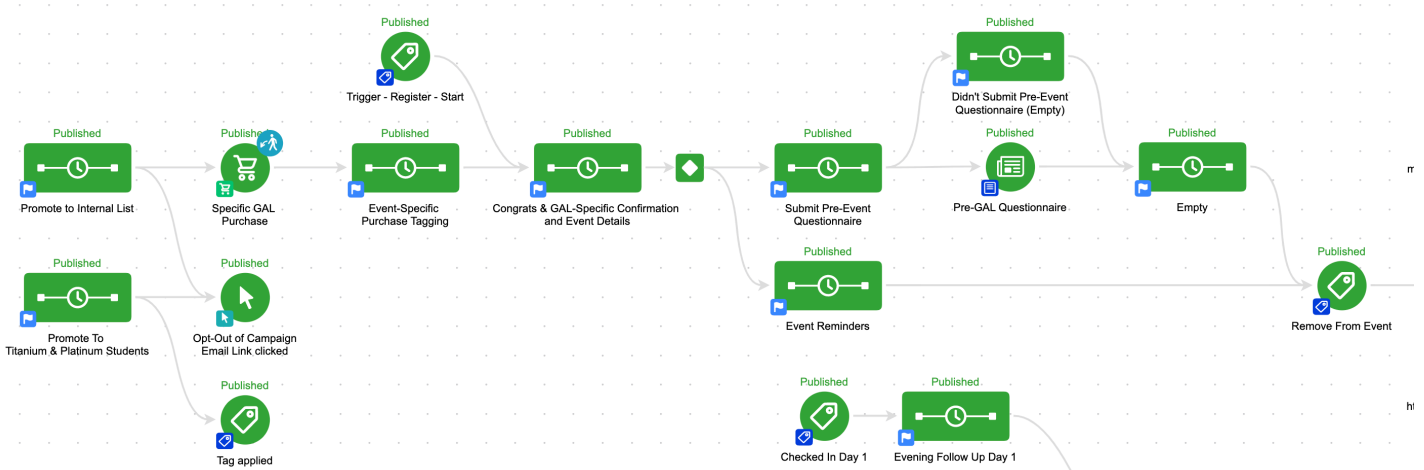 Published
Trigger - Register - Start
Published
Didn't Submit Pre-Event
Questionnaire (Empty)
Published
Promote to Internal List
Published
Specific GAL
Purchase
Published
Event-Specific
Purchase Tagging
Published
Congrats & GAL-Specific Confirmation
and Event Details
Published
Submit Pre-Event
Questionnaire
Published
Pre-GAL Questionnaire
Published
Empty
Published
Promote To
Titanium & Platinum Students
Published
Opt-Out of Campaign
Email Link clicked
Published
Event Reminders
Published
Remove From Event
Published
Tag applied
Published
Checked In Day 1
Published
Evening Follow Up Day 1